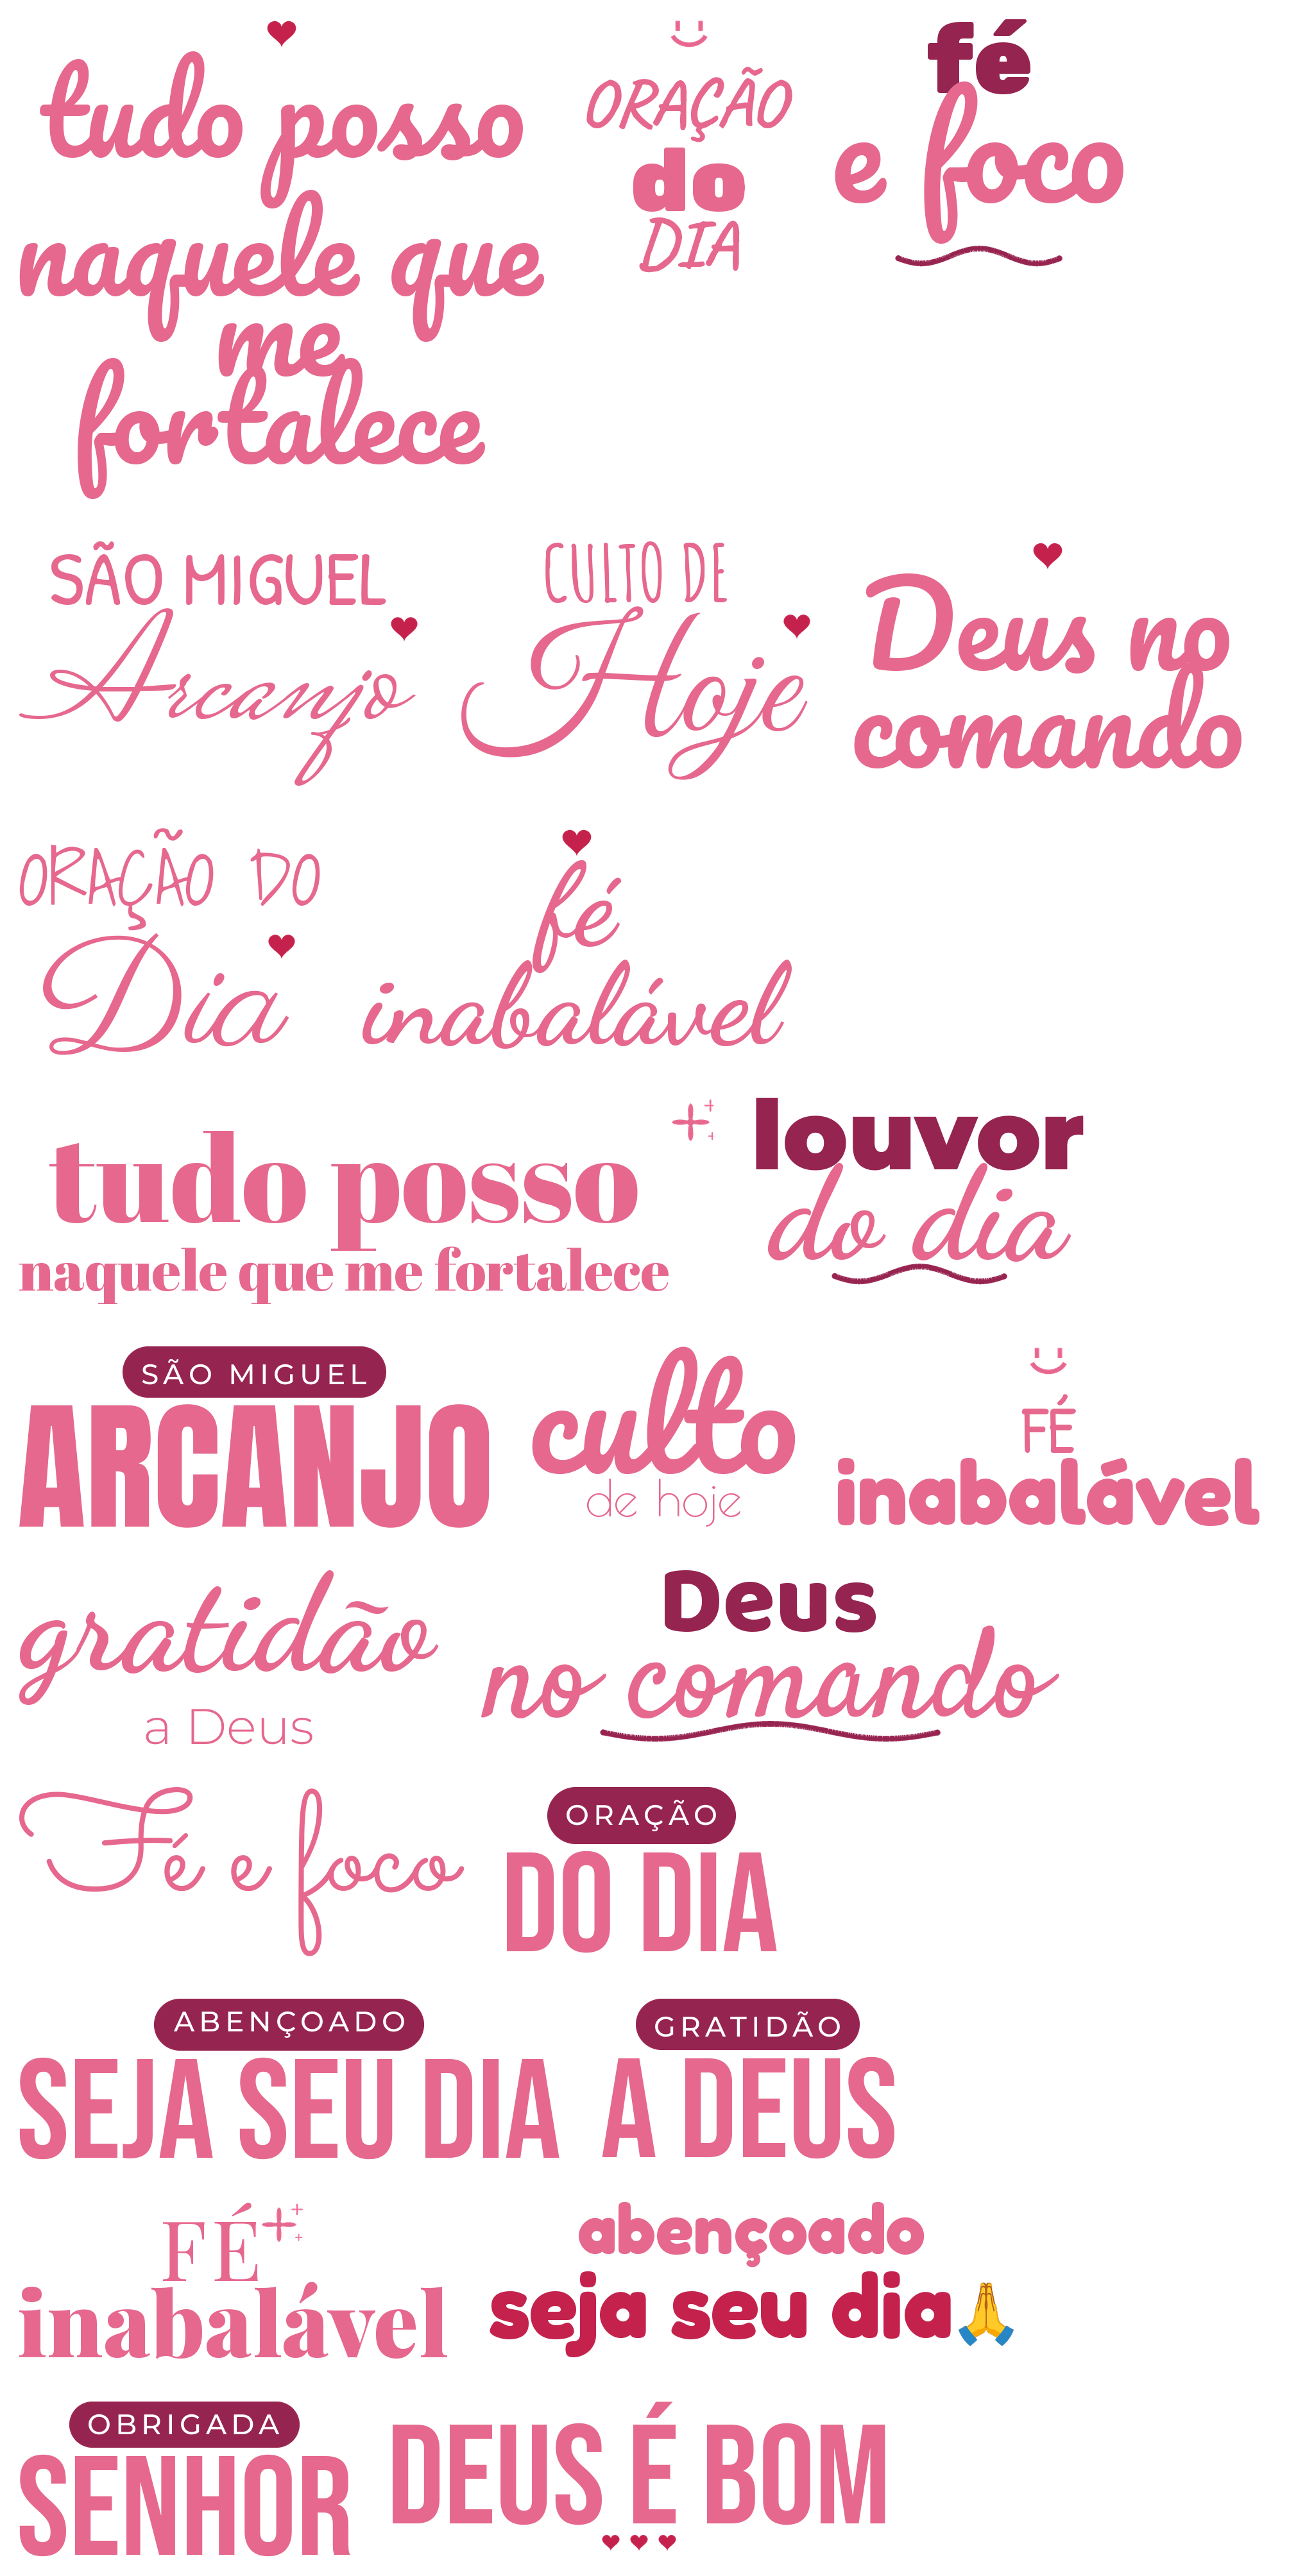 tudo posso
naquele que
me
fortalece
ORAÇÃO
do
DIA
fé
e foco
SÃO MIGUEL
Arcanjo
CULTO DE
Hoje
Deus no
comando
ORAÇÃO DO
Dia
fé
inabalável
tudo posso
naquele que me fortalece
louvor
do dia
SÃO MIGUEL
ARCANJO
culto
de hoje
FÉ
inabalável
gratidão
a Deus
Deus
no comando
Fé e foco
ORAÇÃO
DO DIA
ABENÇOADO
SEJA SEU DIA
GRATIDÃO
A DEUS
FÉ
inabalável
abençoado
seja seu dia🙏
OBRIGADA
SENHOR
DEUS É BOM